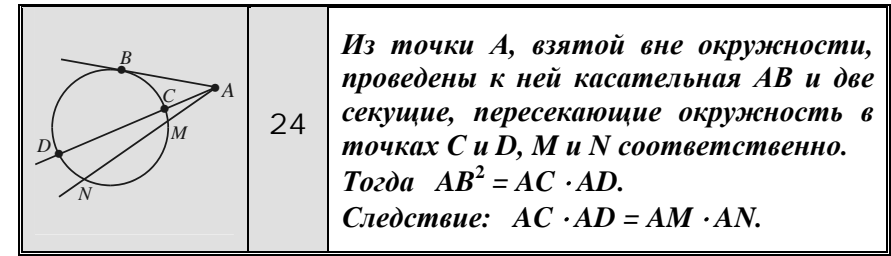 B
A
C
M
D
N
24
Из точки А, взятой вне окружности,
проведены к ней касательная АВ и две
секущие, пересекающие окружность в
точках С и D, M и N соответственно.
Тогда AB² = AC · AD.
Следствие: AC · AD = AM · AN.